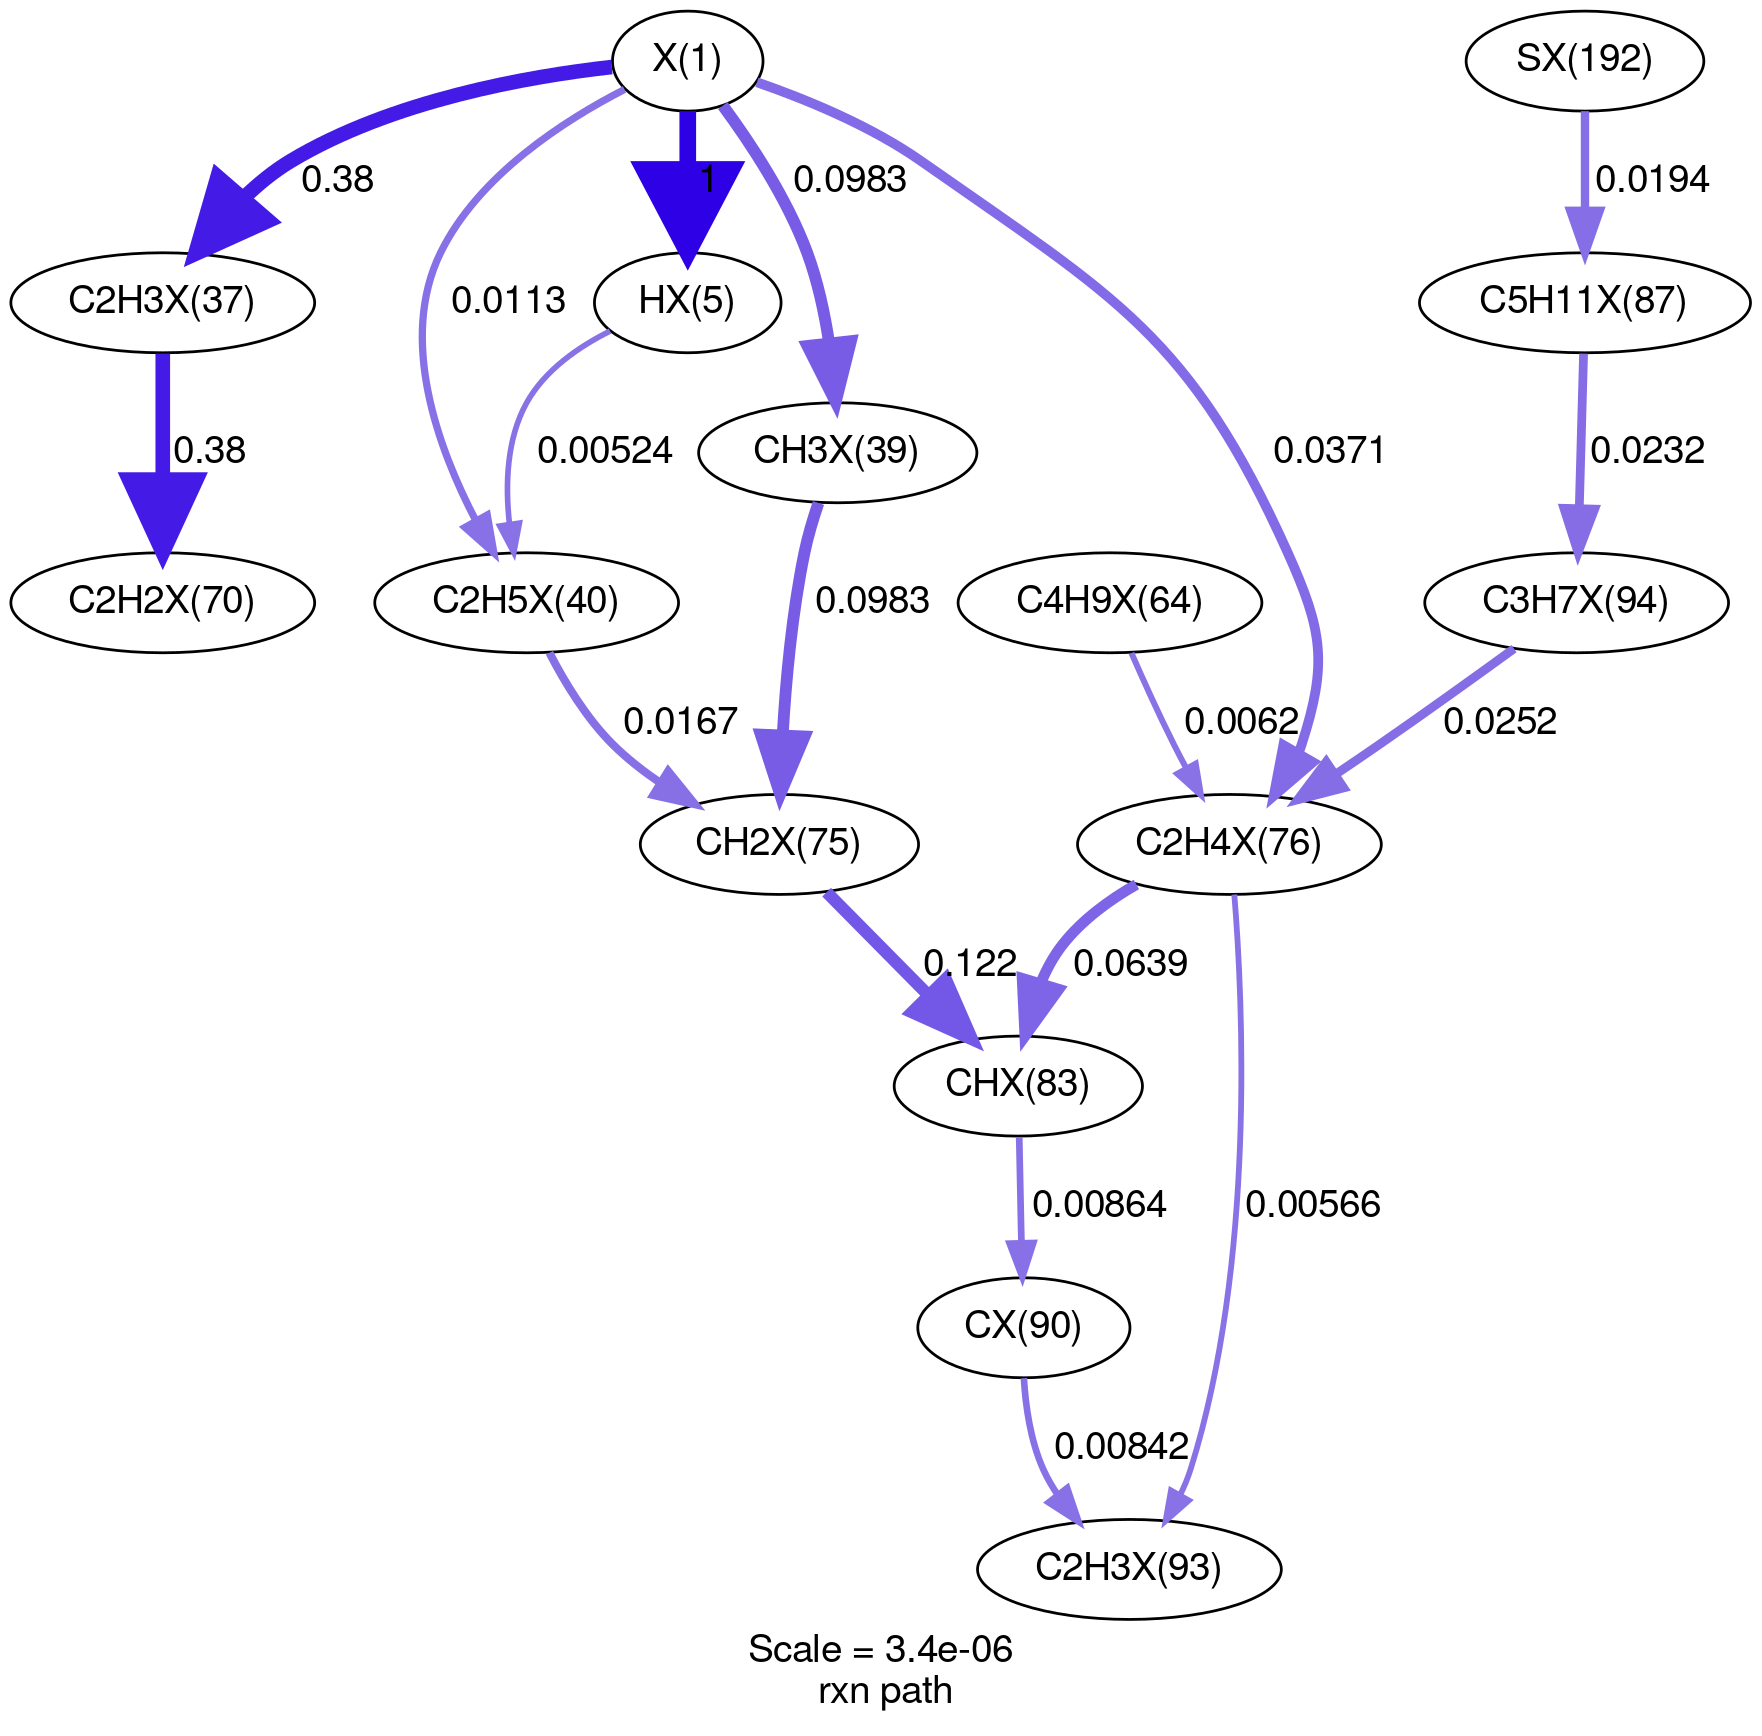 X(1)
SX(192)
0.38
1
0.0983
0.0194
C2H3X(37)
0.0113
HX(5)
C5H11X(87)
0.38
0.00524
CH3X(39)
0.0371
0.0232
C2H2X(70)
C2H5X(40)
0.0983
C4H9X(64)
C3H7X(94)
0.0167
0.0062
0.0252
CH2X(75)
C2H4X(76)
0.122
0.0639
CHX(83)
0.00864
0.00566
CX(90)
0.00842
C2H3X(93)
Scale = 3.4e-06
rxn path